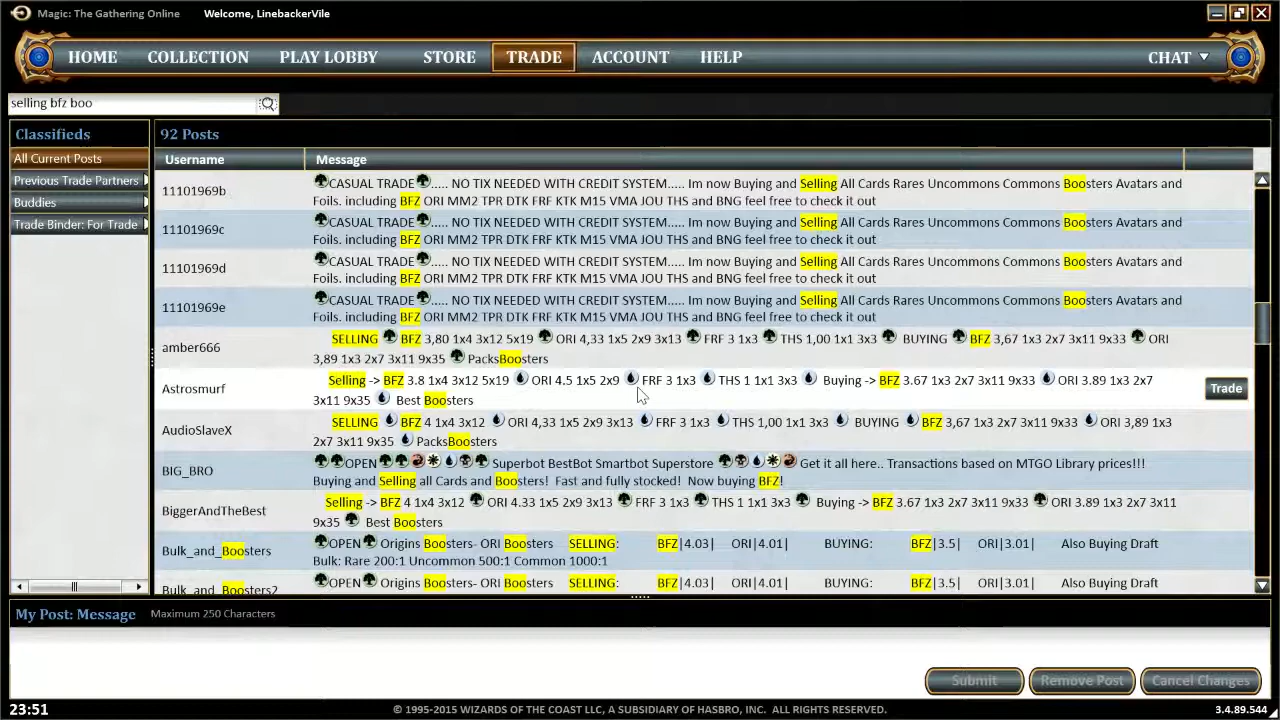 Magic: The Gathering Online Welcome, LinebackerVile
HOME COLLECTION PLAY LOBBY STORE TRADE ACCOUNT HELP CHAT
selling bfz boo
Classifieds
All Current Posts
Previous Trade Partners
Buddies
Trade Binder: For Trade
92 Posts
Username Message
11101969b
CASUAL TRADE ..... NO TIX NEEDED WITH CREDIT SYSTEM..... Im now Buying and Selling All Cards Rares Uncommons Commons Boosters Avatars and
Foils. including BFZ ORI MM2 TPR DTK FRF KTK M15 VMA JOU THS and BNG feel free to check it out
11101969c
CASUAL TRADE ..... NO TIX NEEDED WITH CREDIT SYSTEM..... Im now Buying and Selling All Cards Rares Uncommons Commons Boosters Avatars and
Foils. including BFZ ORI MM2 TPR DTK FRF KTK M15 VMA JOU THS and BNG feel free to check it out
11101969d
CASUAL TRADE ..... NO TIX NEEDED WITH CREDIT SYSTEM..... Im now Buying and Selling All Cards Rares Uncommons Commons Boosters Avatars and
Foils. including BFZ ORI MM2 TPR DTK FRF KTK M15 VMA JOU THS and BNG feel free to check it out
11101969e
CASUAL TRADE ..... NO TIX NEEDED WITH CREDIT SYSTEM..... Im now Buying and Selling All Cards Rares Uncommons Commons Boosters Avatars and
Foils. including BFZ ORI MM2 TPR DTK FRF KTK M15 VMA JOU THS and BNG feel free to check it out
amber666
SELLING BFZ 3,80 1x4 3x12 5x19 ORI 4,33 1x5 2x9 3x13 FRF 3 1x3 THS 1,00 1x1 3x3 BUYING BFZ 3,67 1x3 2x7 3x11 9x33 ORI
3,89 1x3 2x7 3x11 9x35 PacksBoosters
Astrosmurf
Selling -> BFZ 3.8 1x4 3x12 5x19 ORI 4.5 1x5 2x9 FRF 3 1x3 THS 1 1x1 3x3 Buying -> BFZ 3.67 1x3 2x7 3x11 9x33 ORI 3.89 1x3 2x7
3x11 9x35 Best Boosters
Trade
AudioSlaveX
SELLING BFZ 4 1x4 3x12 ORI 4,33 1x5 2x9 3x13 FRF 3 1x3 THS 1,00 1x1 3x3 BUYING BFZ 3,67 1x3 2x7 3x11 9x33 ORI 3,89 1x3
2x7 3x11 9x35 PacksBoosters
BIG_BRO
OPEN Superbot BestBot Smartbot Superstore Get it all here.. Transactions based on MTGO Library prices!!!
Buying and Selling all Cards and Boosters! Fast and fully stocked! Now buying BFZ!
BiggerAndTheBest
Selling -> BFZ 4 1x4 3x12 ORI 4.33 1x5 2x9 3x13 FRF 3 1x3 THS 1 1x1 3x3 Buying -> BFZ 3.67 1x3 2x7 3x11 9x33 ORI 3.89 1x3 2x7 3x11
9x35 Best Boosters
Bulk_and_Boosters
OPEN Origins Boosters- ORI Boosters SELLING: BFZ|4.03| ORI|4.01| BUYING: BFZ|3.5| ORI|3.01| Also Buying Draft
Bulk: Rare 200:1 Uncommon 500:1 Common 1000:1
Bulk_and_Boosters2
OPEN Origins Boosters- ORI Boosters SELLING: BFZ|4.03| ORI|4.01| BUYING: BFZ|3.5| ORI|3.01| Also Buying Draft
My Post: Message Maximum 250 Characters
Submit Remove Post Cancel Changes
23:51 © 1995-2015 WIZARDS OF THE COAST LLC, A SUBSIDIARY OF HASBRO, INC. ALL RIGHTS RESERVED. 3.4.89.544